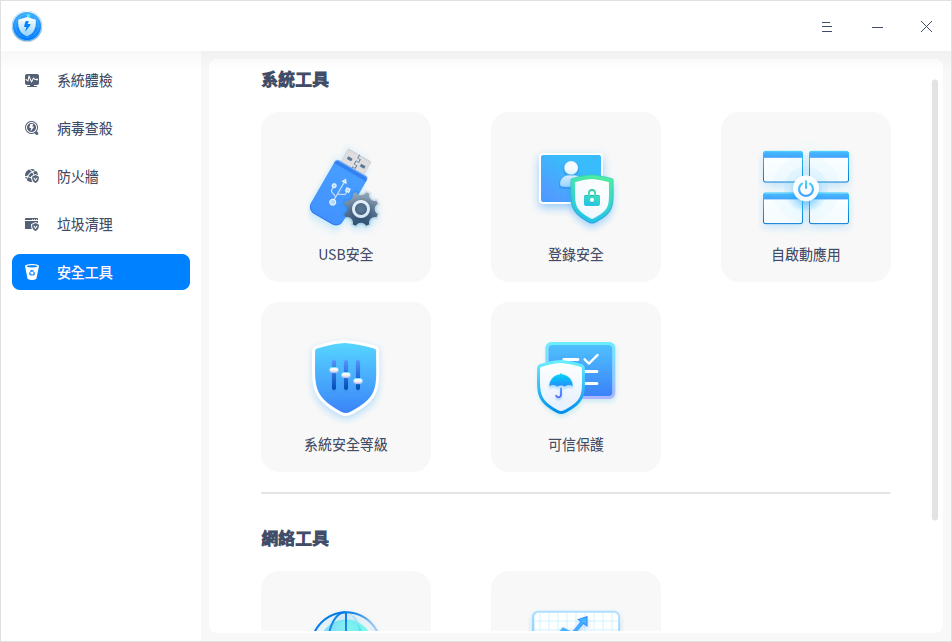 系統體檢
病毒查殺
防火牆
垃圾清理
安全工具
系統工具
USB安全
登錄安全
自啟動應用
系統安全等級
可信保護
網絡工具